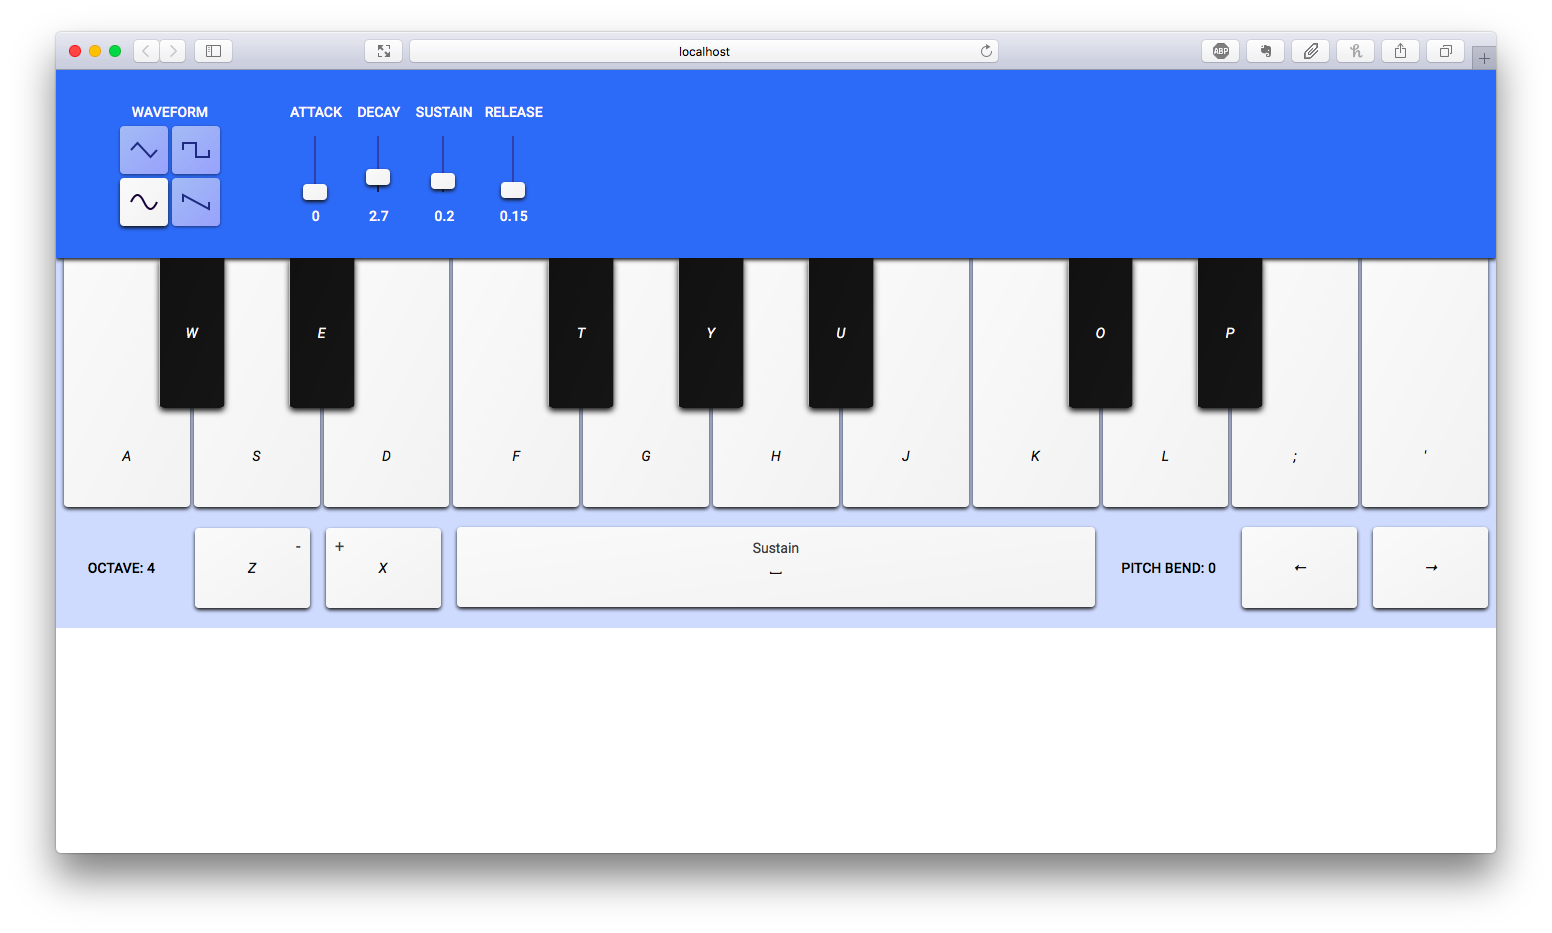 localhost
ABP
WAVEFORM
ATTACK DECAY SUSTAIN RELEASE
0 2.7 0.2 0.15
W E T Y U O P
A S D F G H J K L ; '
OCTAVE: 4
- Z
+ X
Sustain
PITCH BEND: 0
← →